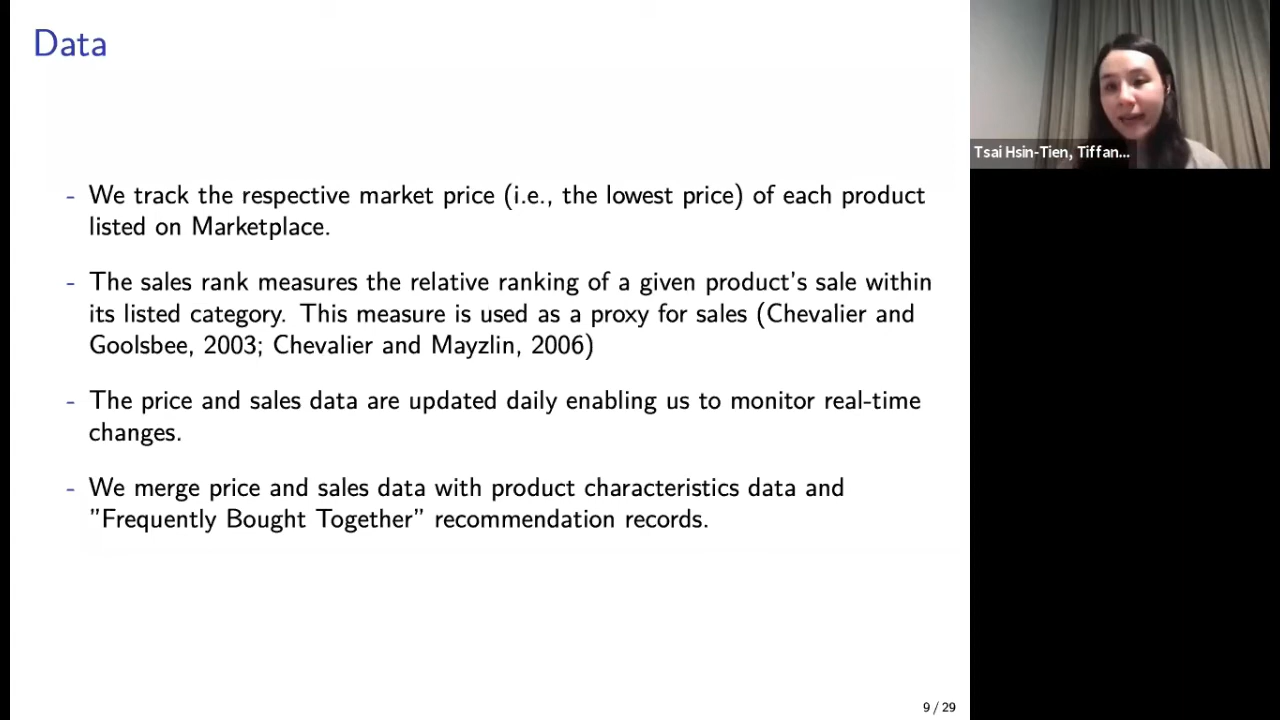 Data
- We track the respective market price (i.e., the lowest price) of each product
listed on Marketplace.
- The sales rank measures the relative ranking of a given product's sale within
its listed category. This measure is used as a proxy for sales (Chevalier and
Goolsbee, 2003; Chevalier and Mayzlin, 2006)
- The price and sales data are updated daily enabling us to monitor real-time
changes.
- We merge price and sales data with product characteristics data and
”Frequently Bought Together” recommendation records.
9 / 29
Tsai Hsin-Tien, Tiffan...